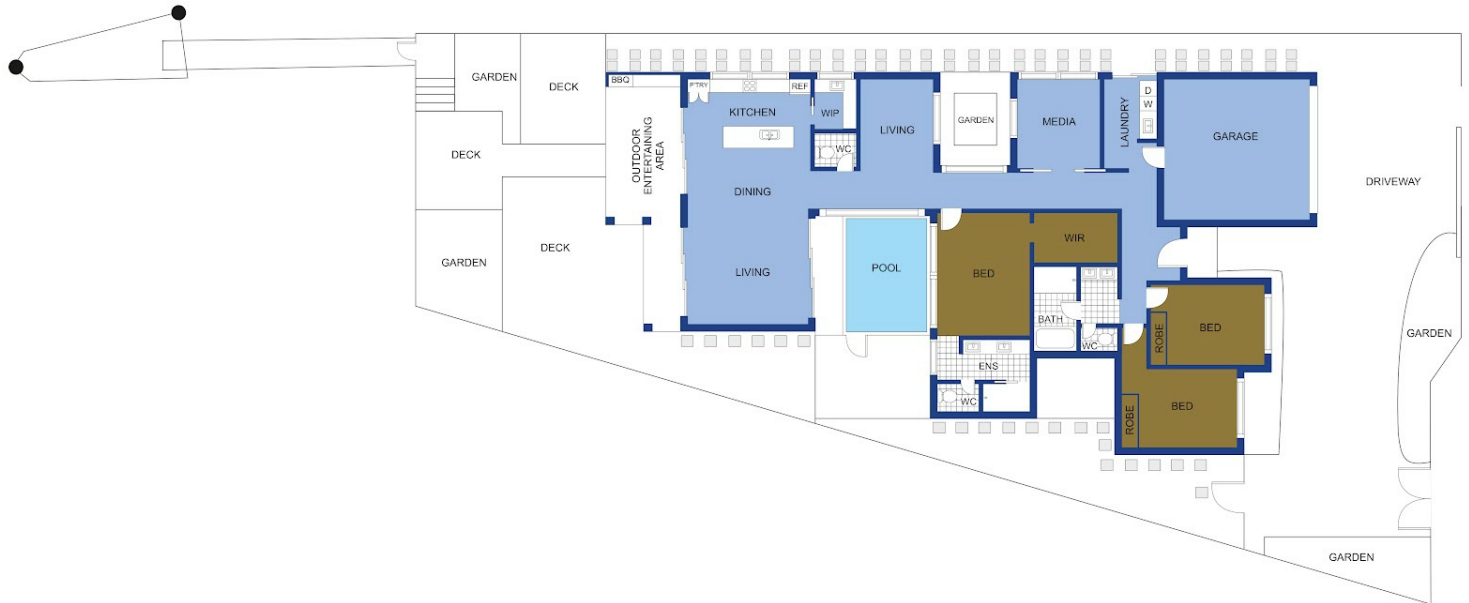 GARDEN
DECK
BBQ
P'TRY
REF
KITCHEN
WIP
LIVING
GARDEN
MEDIA
LAUNDRY
D
W
GARAGE
DECK
OUTDOOR
ENTERTAINING
AREA
WC
DINING
DRIVEWAY
GARDEN
DECK
LIVING
POOL
BED
WIR
BATH
WC
ROBE
BED
GARDEN
ENS
WC
ROBE
BED
GARDEN